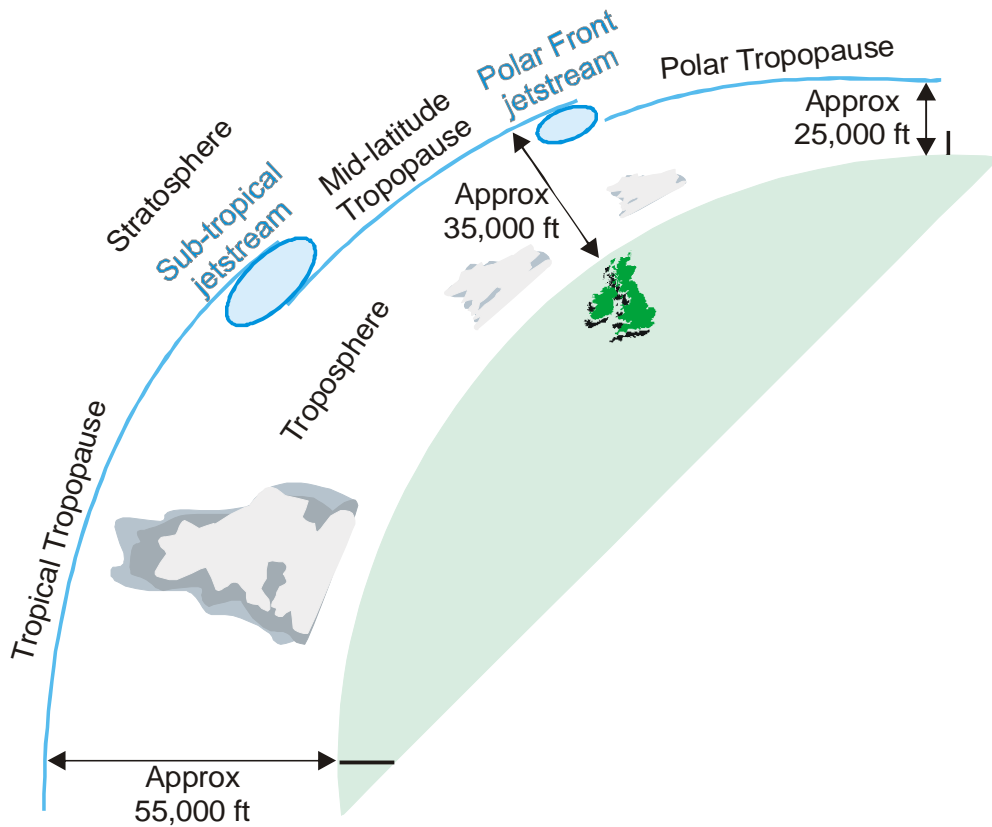 Polar Front
jetstream
Polar Tropopause
Approx
25,000 ft
Mid-latitude
Tropopause
Stratosphere
Sub-tropical
jetstream
Approx
35,000 ft
Troposphere
Tropical Tropopause
Approx
55,000 ft